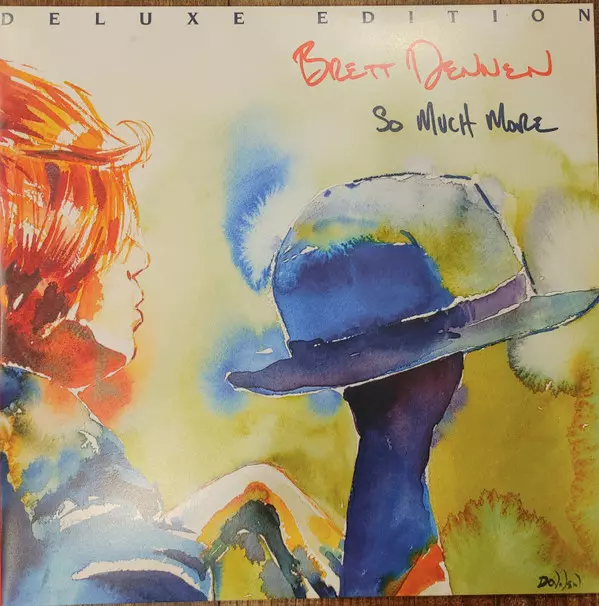 DELUXE EDITION
BRETT DENNEN
SO MUCH MORE